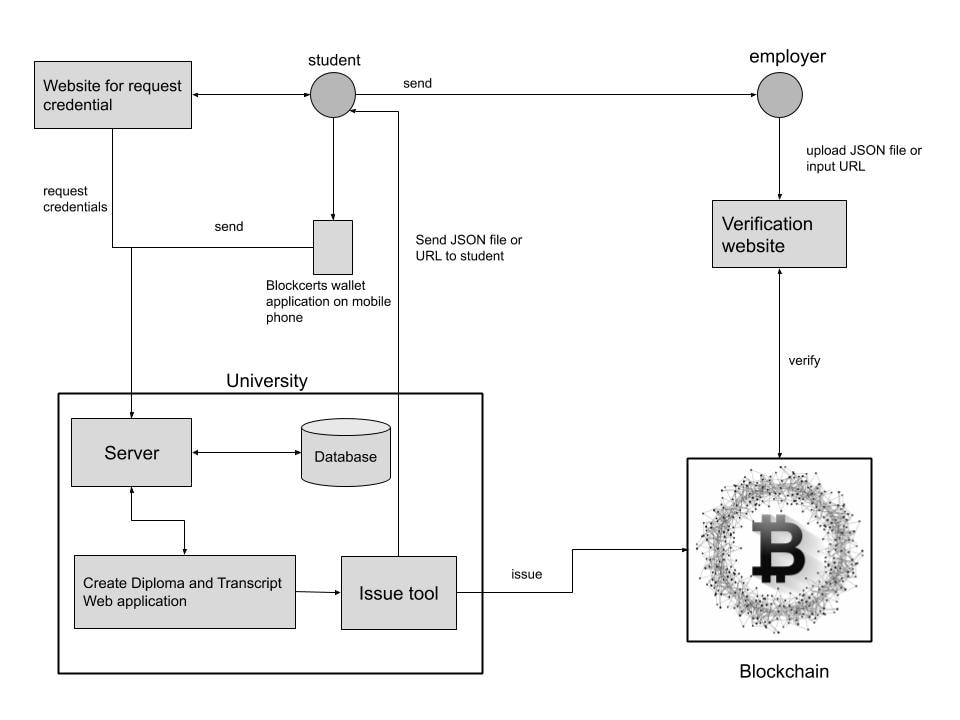 student
employer
Website for request
credential
send
upload JSON file or
input URL
request
credentials
send
Verification
website
Send JSON file or
URL to student
Blockcerts wallet
application on mobile
phone
verify
University
Server
Database
Create Diploma and Transcript
Web application
Issue tool
issue
Blockchain